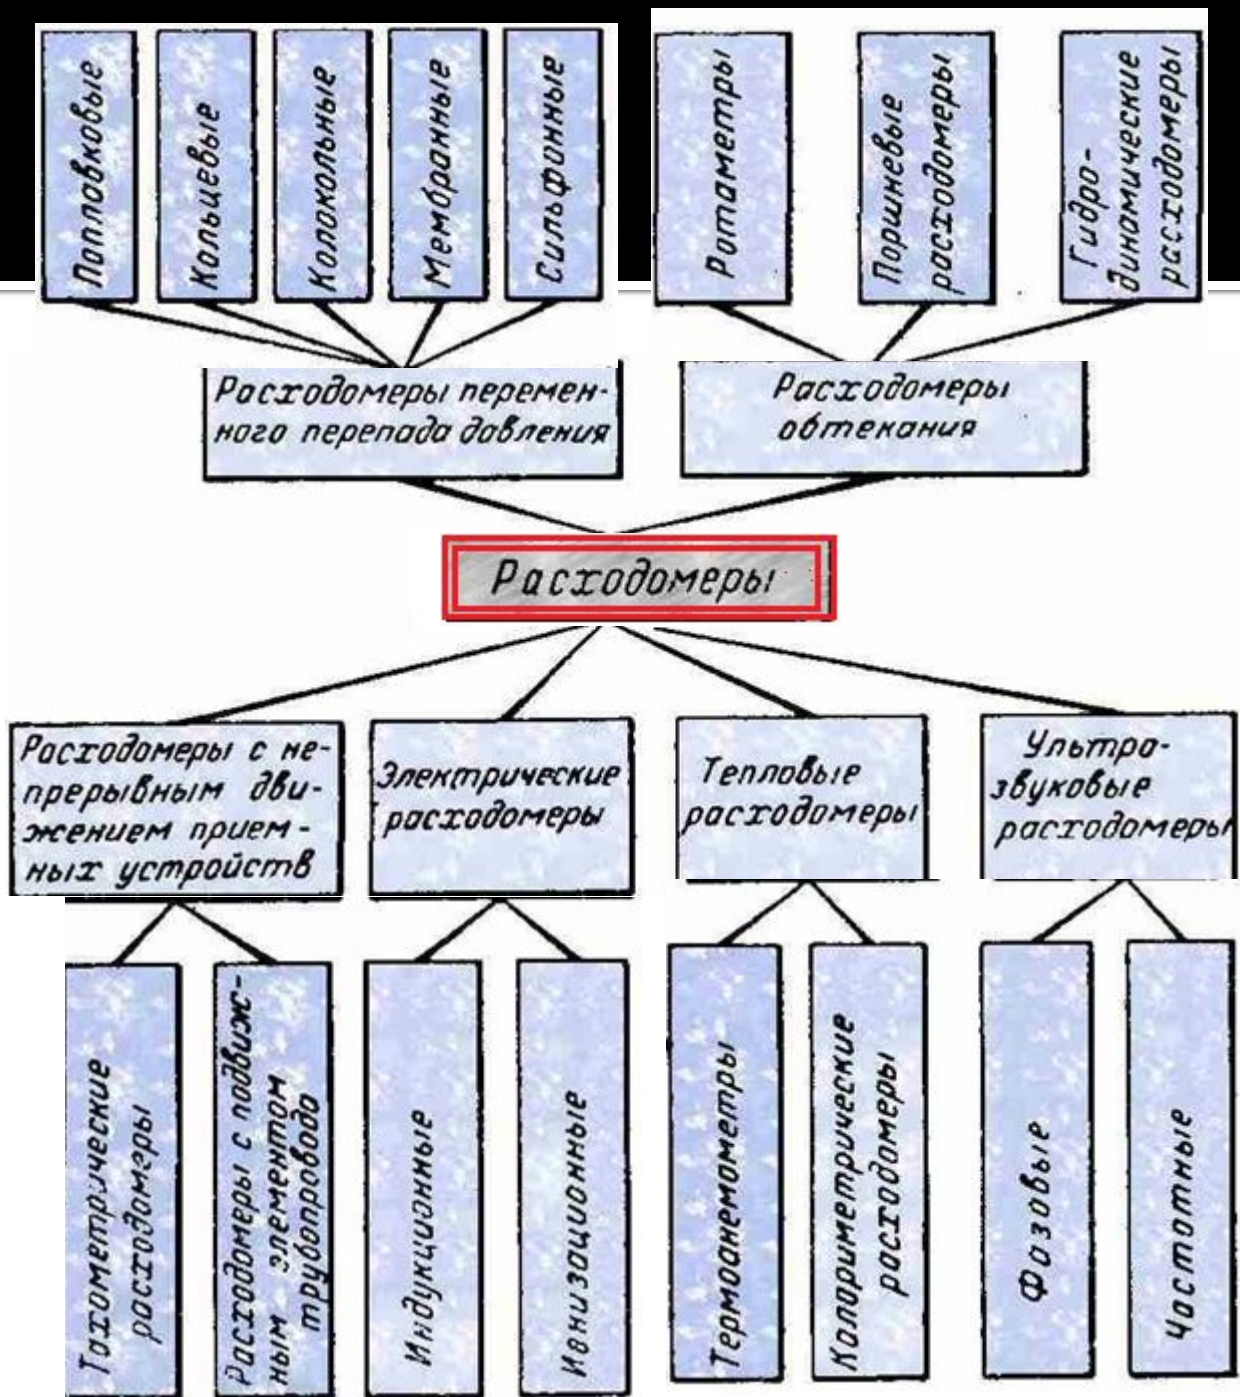 Поплавковые
Кольцевые
Колокольные
Мембранные
Сильфонные
Ротаметры
Поршневые
расходомеры
Гидро-
динамические
расходомеры
Расходомеры перемен-
ного перепада давления
Расходомеры
обтекания
Расходомеры
Расходомеры с не-
прерывным дви-
жением прием-
ных устройств
Электрические
расходомеры
Тепловые
расходомеры
Ультра-
звуковые
расходомеры
Тахометрические
расходомеры
Расходомеры с подвиж-
ным элементом
трубопровода
Индукционные
Ионизационные
Термоанемометры
Калориметрические
расходомеры
Фазовые
Частотные